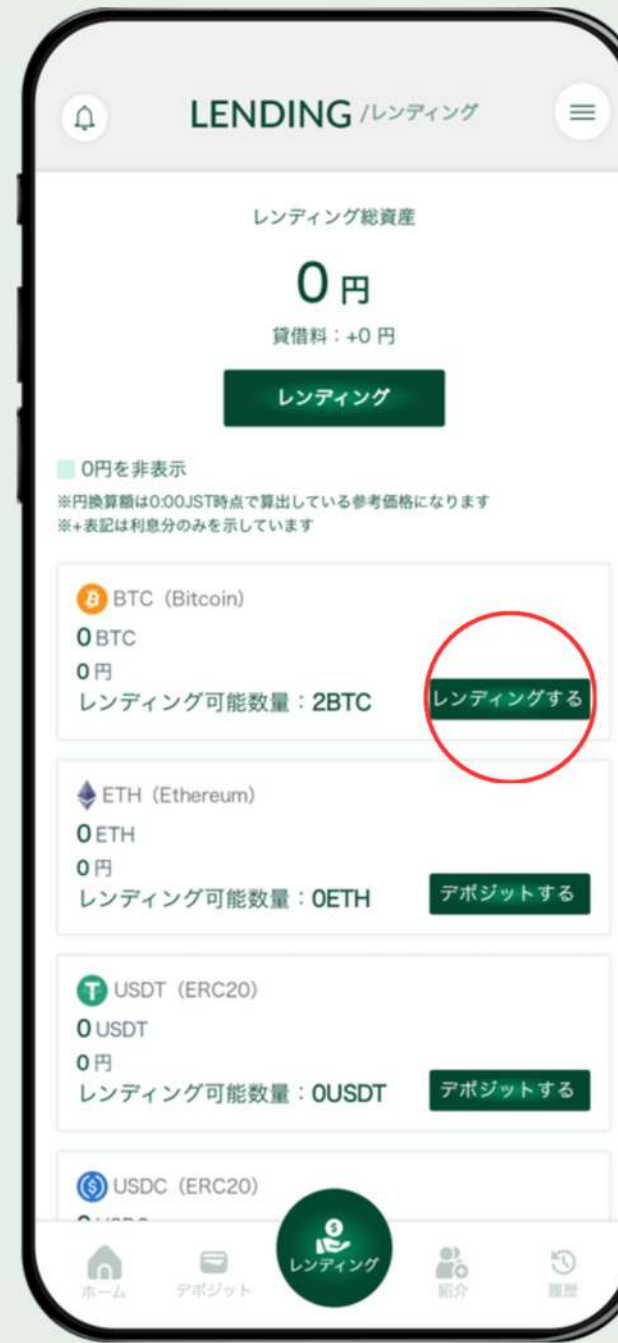 LENDING /レンディング
レンディング総資産
0 円
貸借料：+0 円
レンディング
0円を非表示
※円換算額は0:00JST時点で算出している参考価格になります
※+表記は利息分のみを示しています
BTC（Bitcoin）
0 BTC
0 円
レンディング可能数量：2BTC
レンディングする
ETH（Ethereum）
0 ETH
0 円
レンディング可能数量：0ETH
デポジットする
USDT（ERC20）
0 USDT
0 円
レンディング可能数量：0USDT
デポジットする
USDC（ERC20）
ホーム
デポジット
レンディング
紹介
履歴